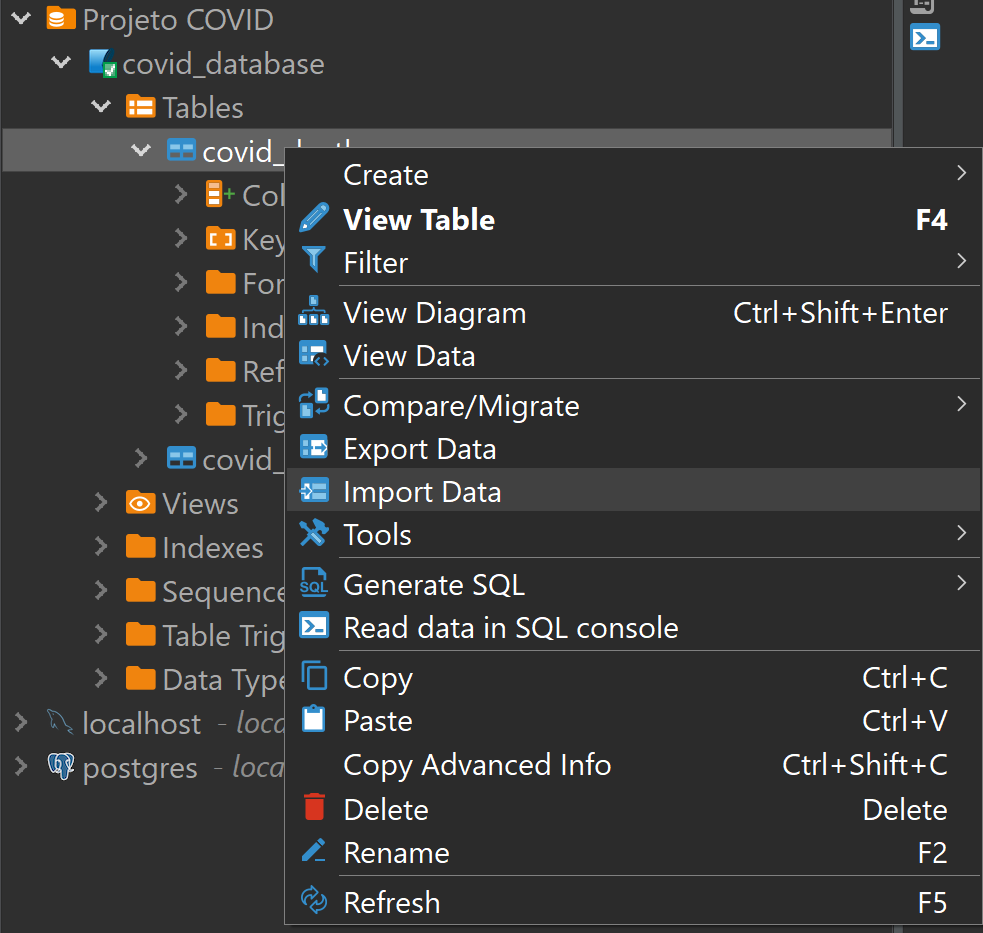 Projeto COVID
covid_database
Tables
covid_
Create
View Table F4
Filter
View Diagram Ctrl+Shift+Enter
View Data
Compare/Migrate
Export Data
Import Data
Tools
Generate SQL
Read data in SQL console
Copy Ctrl+C
Paste Ctrl+V
Copy Advanced Info Ctrl+Shift+C
Delete Delete
Rename F2
Refresh F5
Col
Key
For
Ind
Ref
Trig
covid_
Views
Indexes
Sequence
Table Trig
Data Type
localhost - loca
postgres - loca